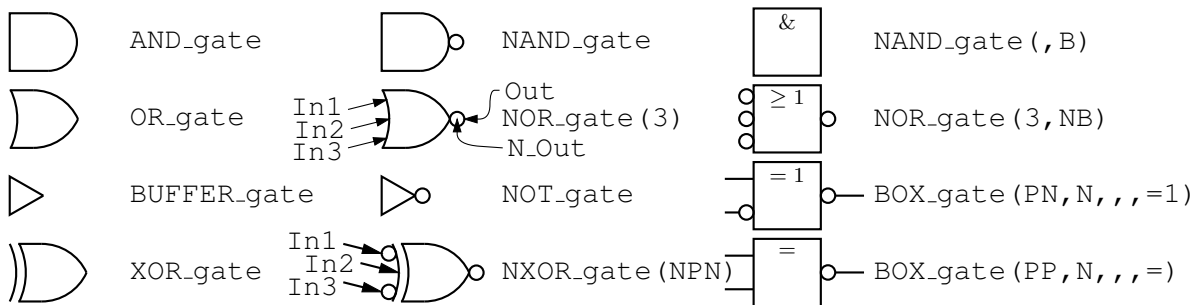 AND_gate NAND_gate & NAND_gate(,B)
Out
OR_gate In1 In2 In3 NOR_gate(3) ≥ 1 NOR_gate(3,NB)
N_Out
BUFFER_gate NOT_gate = 1 BOX_gate(PN,N,,,=1)
XOR_gate In1 In2 In3 NXOR_gate(NPN) = BOX_gate(PP,N,,,=)